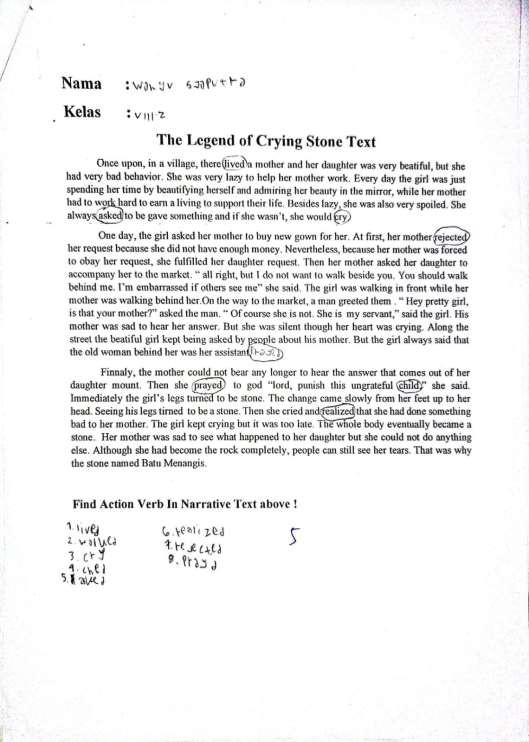 Nama : wahyu saputra
Kelas : VIII 2
The Legend of Crying Stone Text
Once upon, in a village, there lived a mother and her daughter was very beatiful, but she
had very bad behavior. She was very lazy to help her mother work. Every day the girl was just
spending her time by beautifying herself and admiring her beauty in the mirror, while her mother
had to work hard to earn a living to support their life. Besides lazy, she was also very spoiled. She
always asked to be gave something and if she wasn't, she would cry
One day, the girl asked her mother to buy new gown for her. At first, her mother rejected
her request because she did not have enough money. Nevertheless, because her mother was forced
to obay her request, she fulfilled her daughter request. Then her mother asked her daughter to
accompany her to the market. “ all right, but I do not want to walk beside you. You should walk
behind me. I'm embarrassed if others see me” she said. The girl was walking in front while her
mother was walking behind her.On the way to the market, a man greeted them . “ Hey pretty girl,
is that your mother?” asked the man. “ Of course she is not. She is my servant,” said the girl. His
mother was sad to hear her answer. But she was silent though her heart was crying. Along the
street the beatiful girl kept being asked by people about his mother. But the girl always said that
the old woman behind her was her assistant
Finnaly, the mother could not bear any longer to hear the answer that comes out of her
daughter mount. Then she prayed to god “lord, punish this ungrateful child,” she said.
Immediately the girl's legs turned to be stone. The change came slowly from her feet up to her
head. Seeing his legs tirned to be a stone. Then she cried and realized that she had done something
bad to her mother. The girl kept crying but it was too late. The whole body eventually became a
stone. Her mother was sad to see what happened to her daughter but she could not do anything
else. Although she had become the rock completely, people can still see her tears. That was why
the stone named Batu Menangis.
Find Action Verb In Narrative Text above !
1. lived
2.
3. cry
4.
5.
6. realized
7. rejected
8. Prayd
5